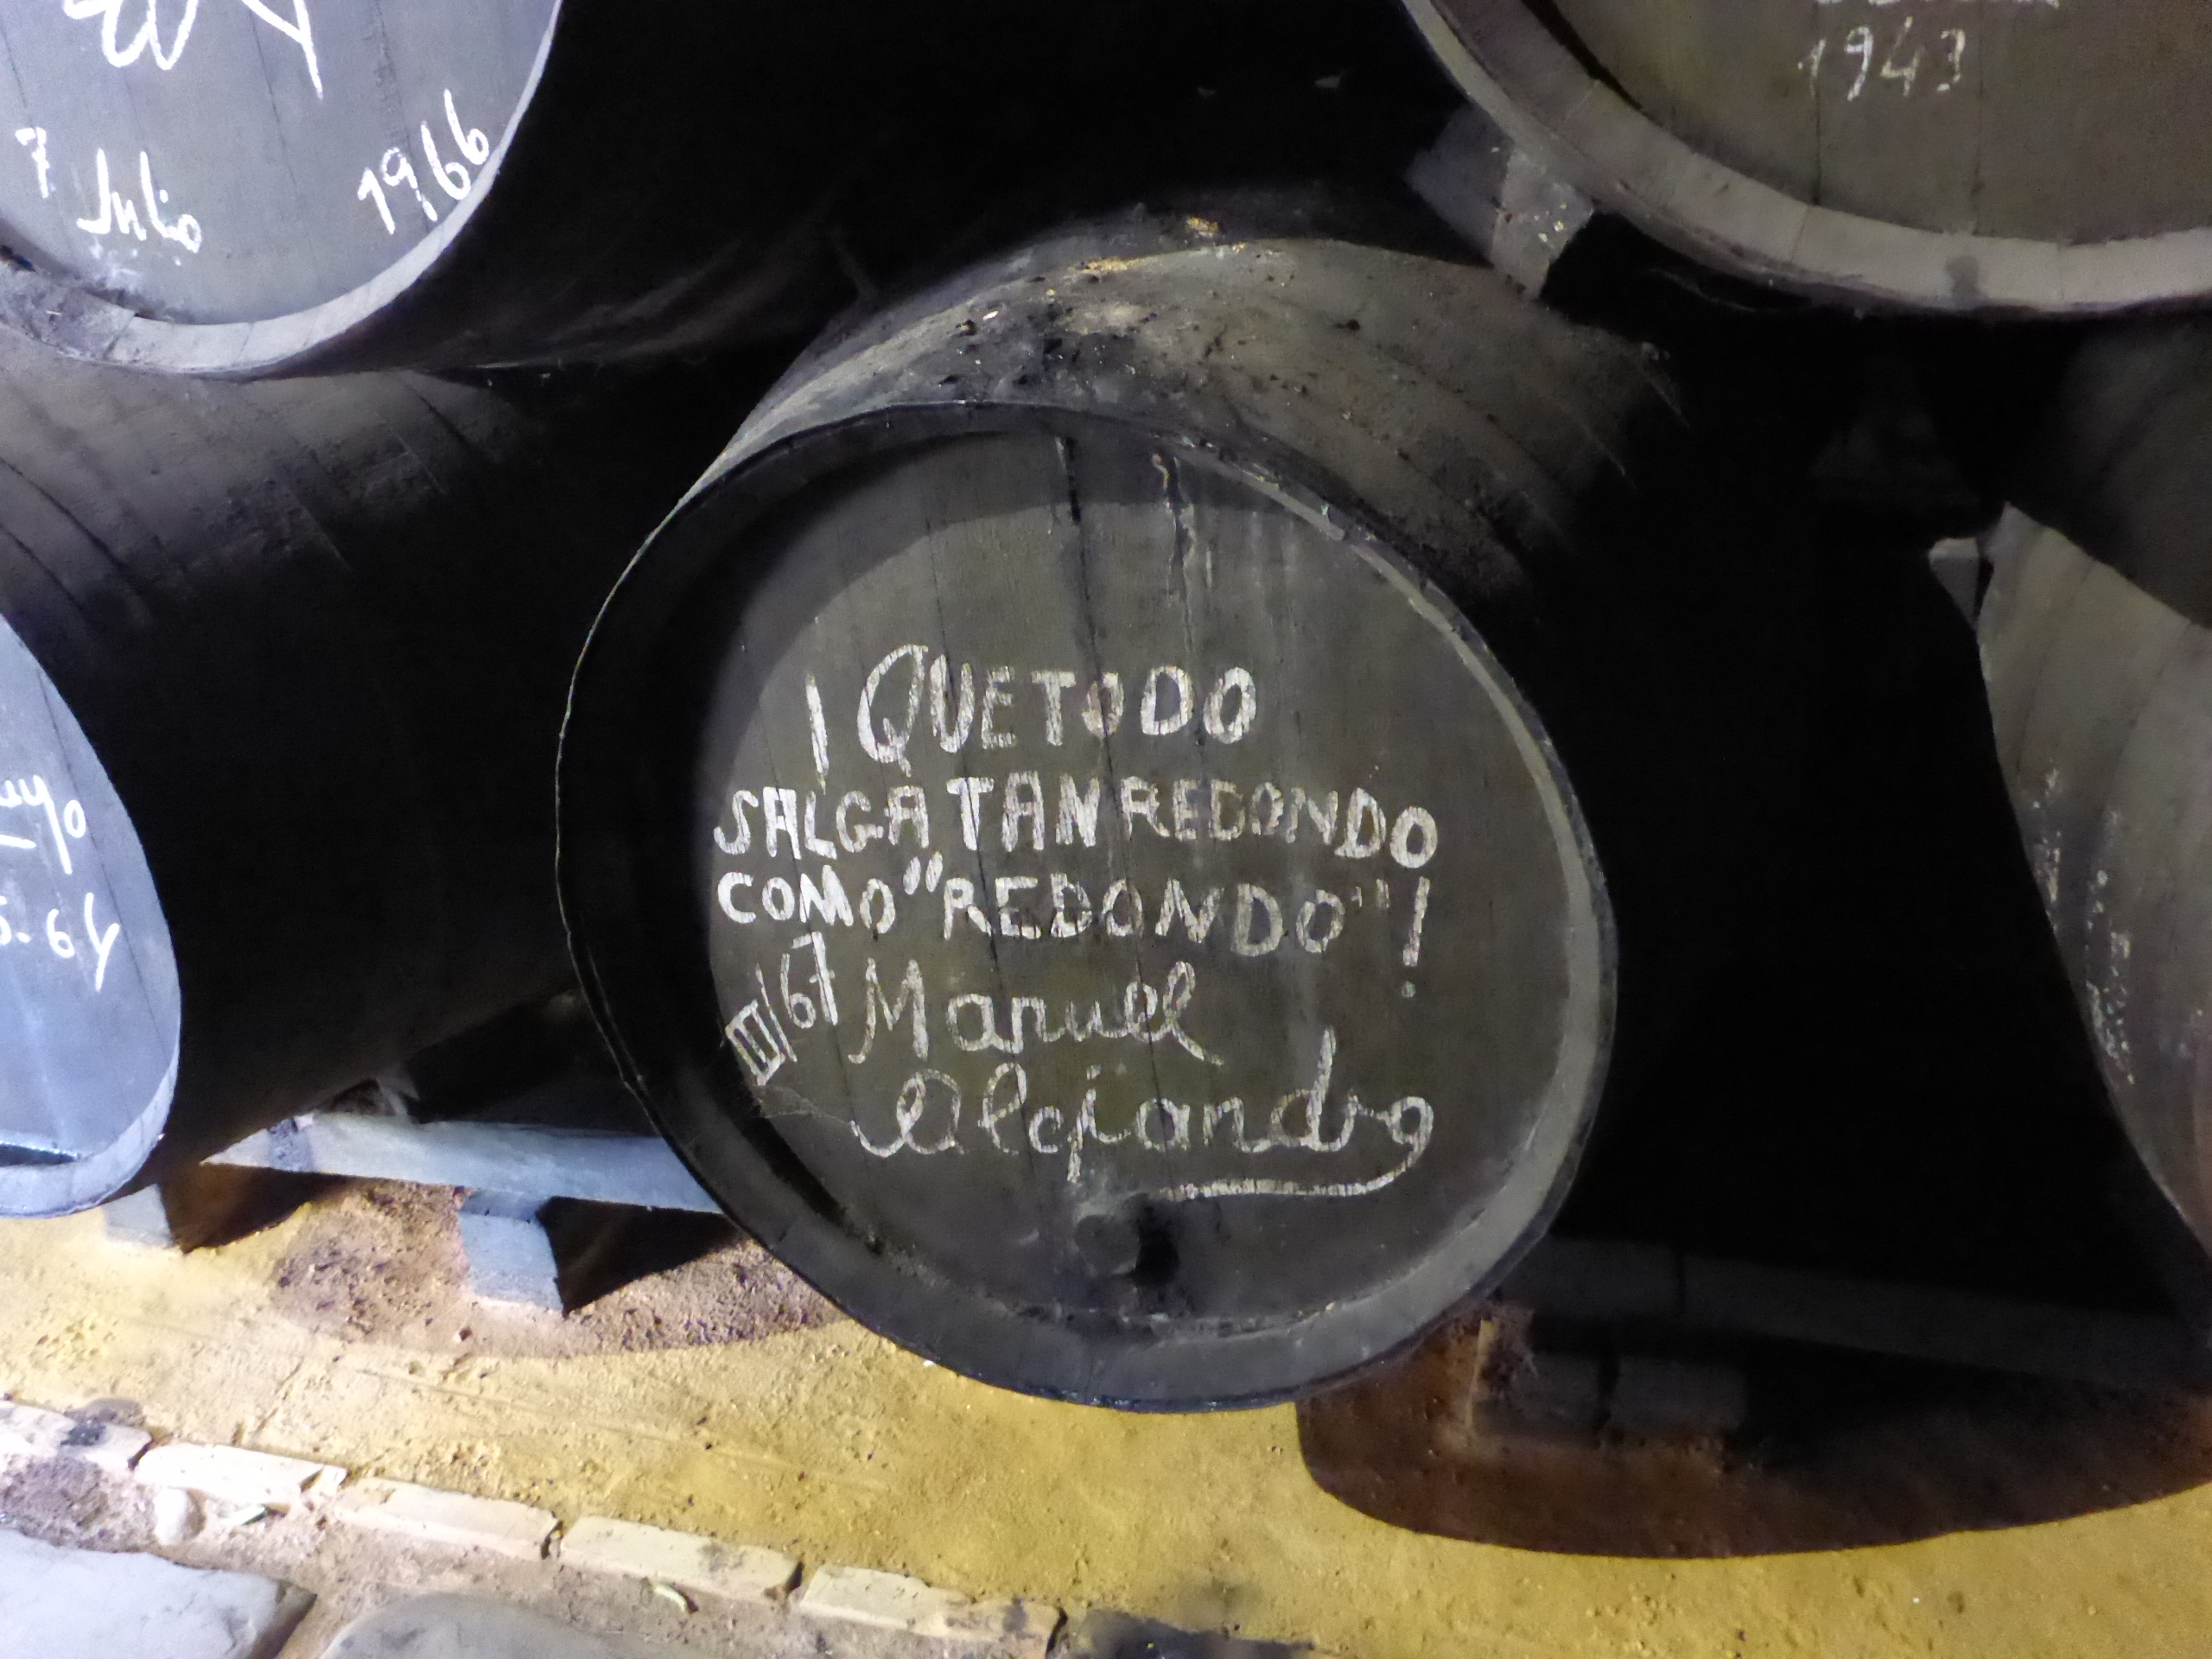 7 Julio 1966
1943
¡QUE TODO
SALGA TAN REDONDO
COMO "REDONDO"!
III/67 Manuel
Alejandro